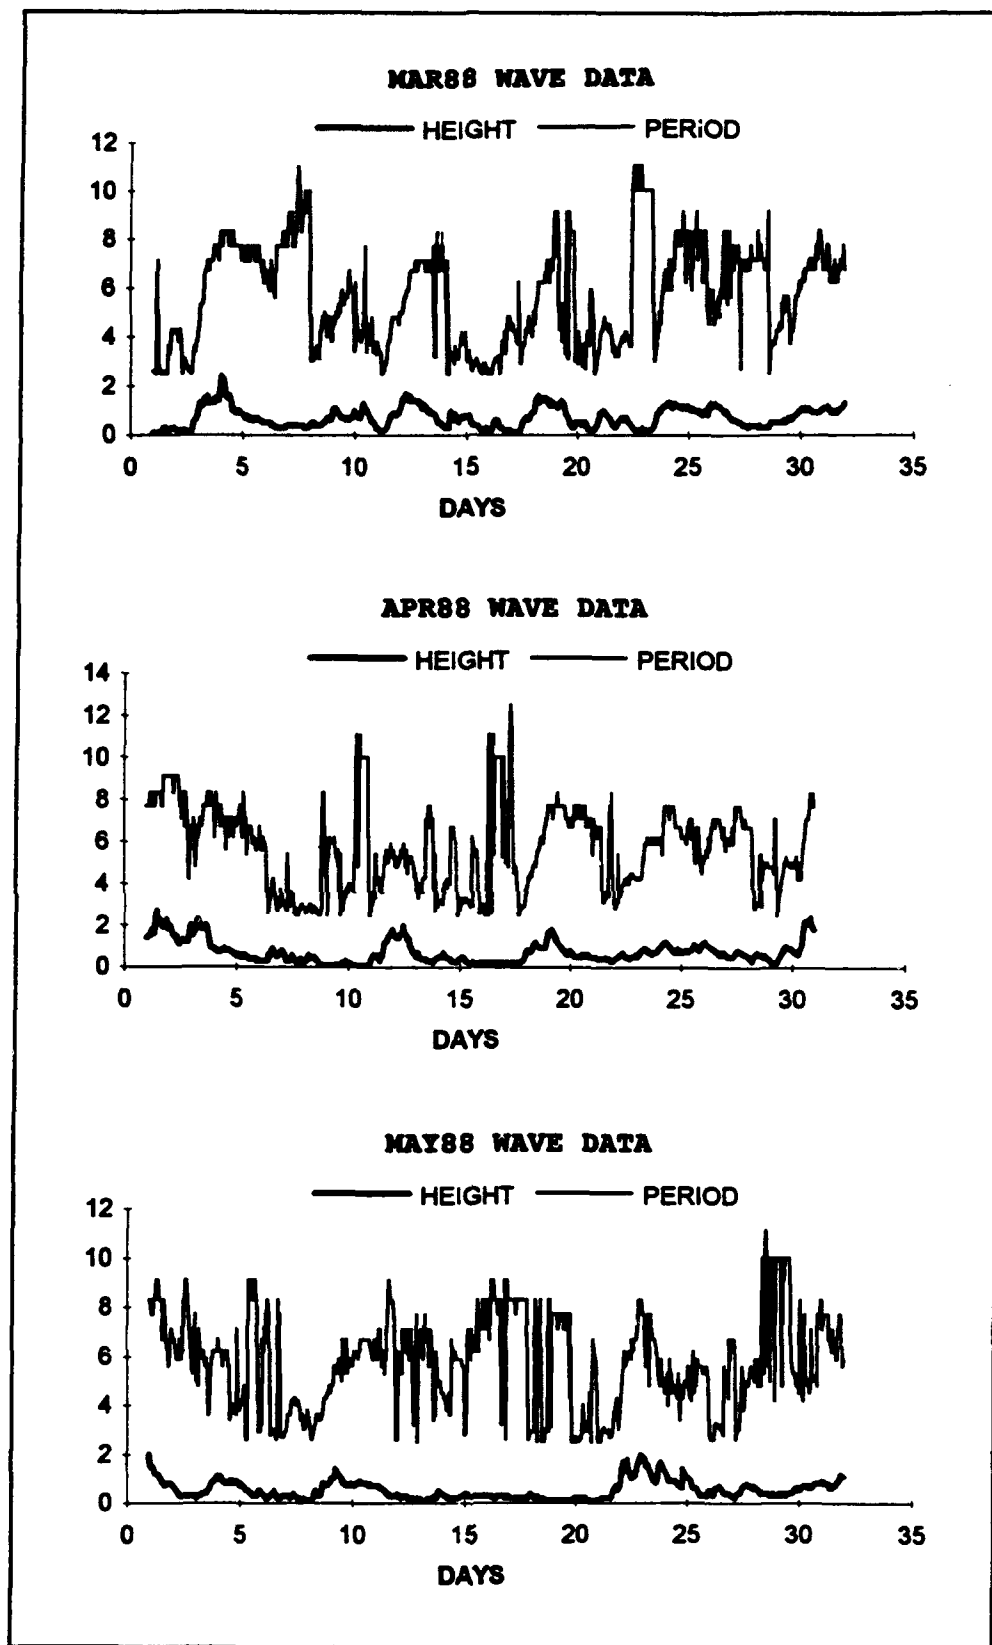 MAR88 WAVE DATA
HEIGHT PERiOD
12
10
8
6
4
2
0
0 5 10 15 20 25 30 35
DAYS
APR88 WAVE DATA
HEIGHT PERIOD
14
12
10
8
6
4
2
0
0 5 10 15 20 25 30 35
DAYS
MAY88 WAVE DATA
HEIGHT PERIOD
12
10
8
6
4
2
0
0 5 10 15 20 25 30 35
DAYS